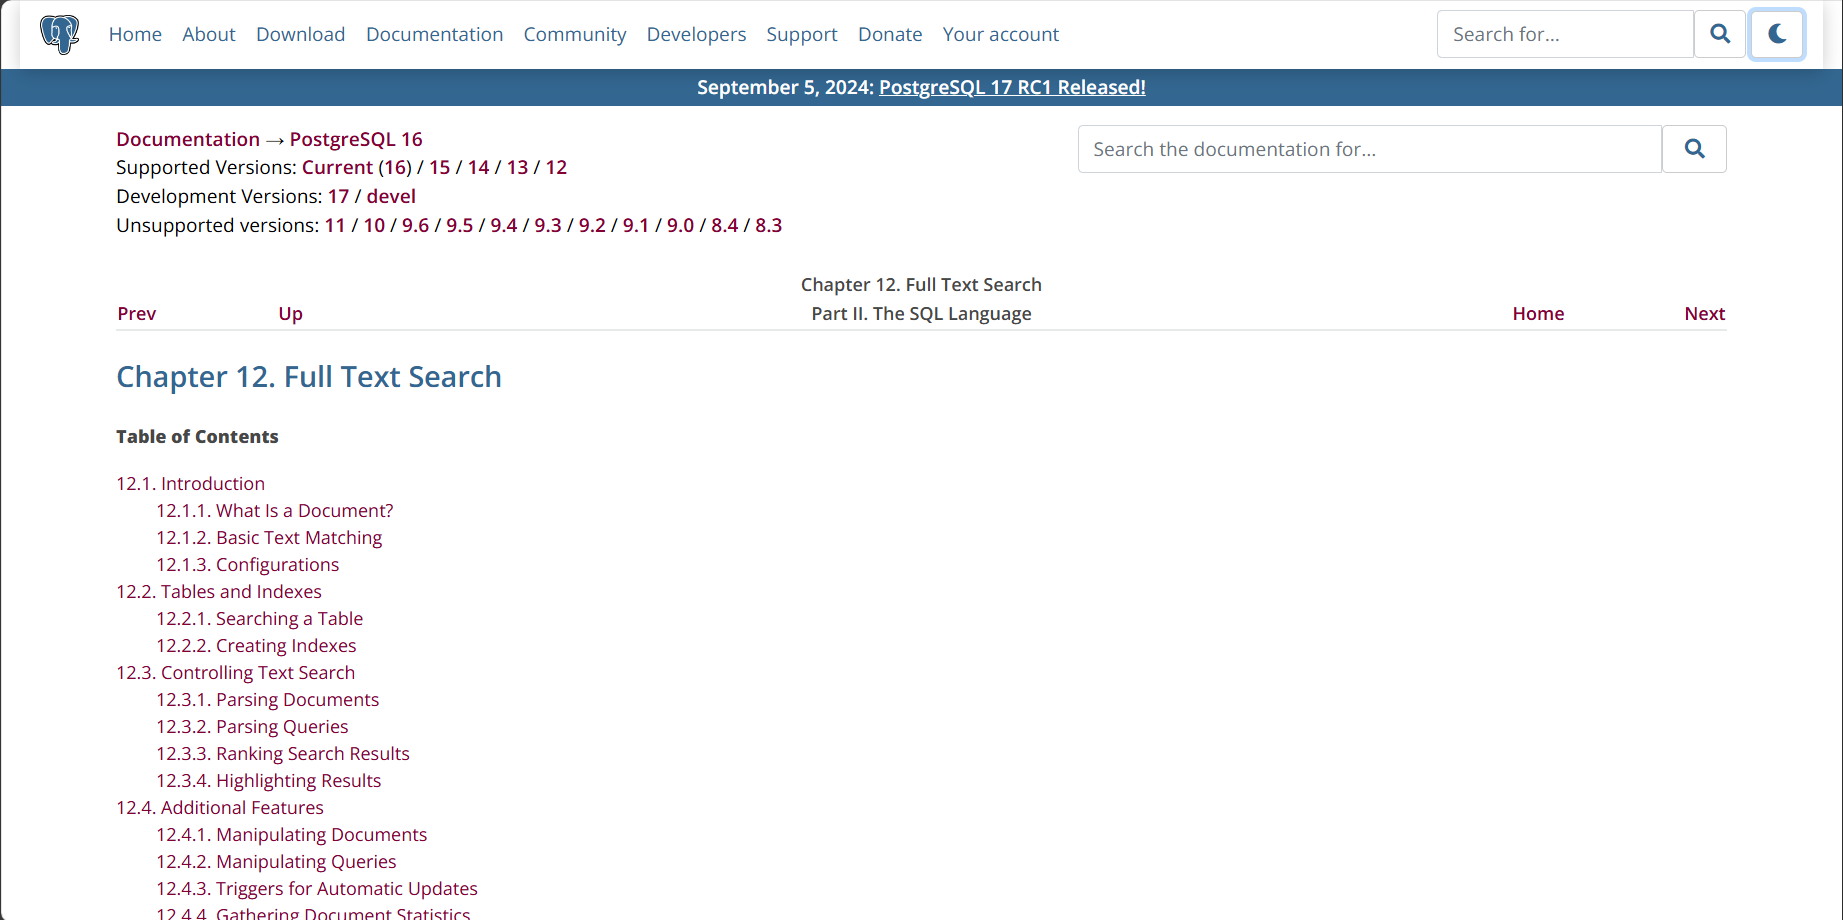 Home About Download Documentation Community Developers Support Donate Your account Search for...
September 5, 2024: PostgreSQL 17 RC1 Released!
Documentation → PostgreSQL 16
Supported Versions: Current (16) / 15 / 14 / 13 / 12
Development Versions: 17 / devel
Unsupported versions: 11 / 10 / 9.6 / 9.5 / 9.4 / 9.3 / 9.2 / 9.1 / 9.0 / 8.4 / 8.3
Search the documentation for...
Chapter 12. Full Text Search
Prev Up Part II. The SQL Language Home Next
Chapter 12. Full Text Search
Table of Contents
12.1. Introduction
12.1.1. What Is a Document?
12.1.2. Basic Text Matching
12.1.3. Configurations
12.2. Tables and Indexes
12.2.1. Searching a Table
12.2.2. Creating Indexes
12.3. Controlling Text Search
12.3.1. Parsing Documents
12.3.2. Parsing Queries
12.3.3. Ranking Search Results
12.3.4. Highlighting Results
12.4. Additional Features
12.4.1. Manipulating Documents
12.4.2. Manipulating Queries
12.4.3. Triggers for Automatic Updates
12.4.4. Gathering Document Statistics